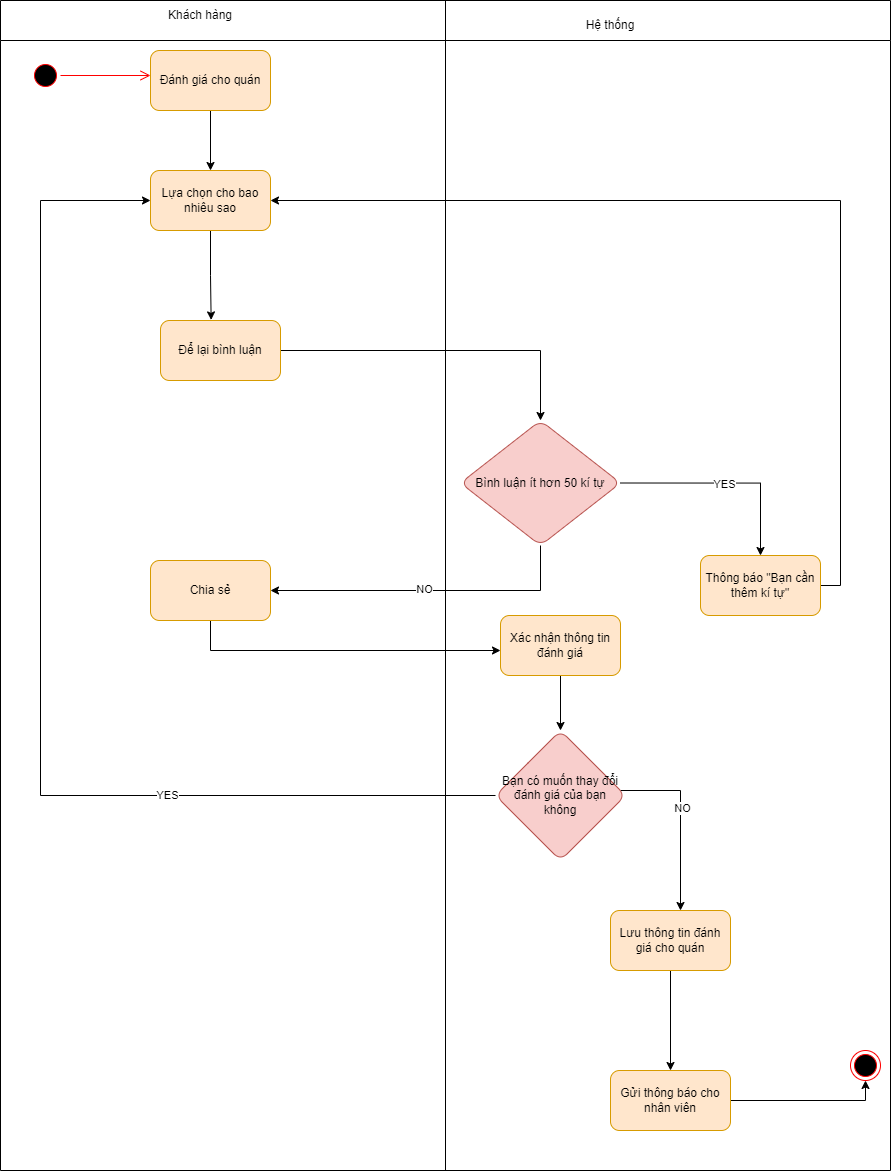 Khách hàng
Hệ thống
Đánh giá cho quán
Lựa chọn cho bao
nhiêu sao
Để lại bình luận
Bình luận ít hơn 50 kí tự
YES
Thông báo "Bạn cần
thêm kí tự"
NO
Chia sẻ
Xác nhận thông tin
đánh giá
Bạn có muốn thay đổi
đánh giá của bạn
không
YES
NO
Lưu thông tin đánh
giá cho quán
Gửi thông báo cho
nhân viên